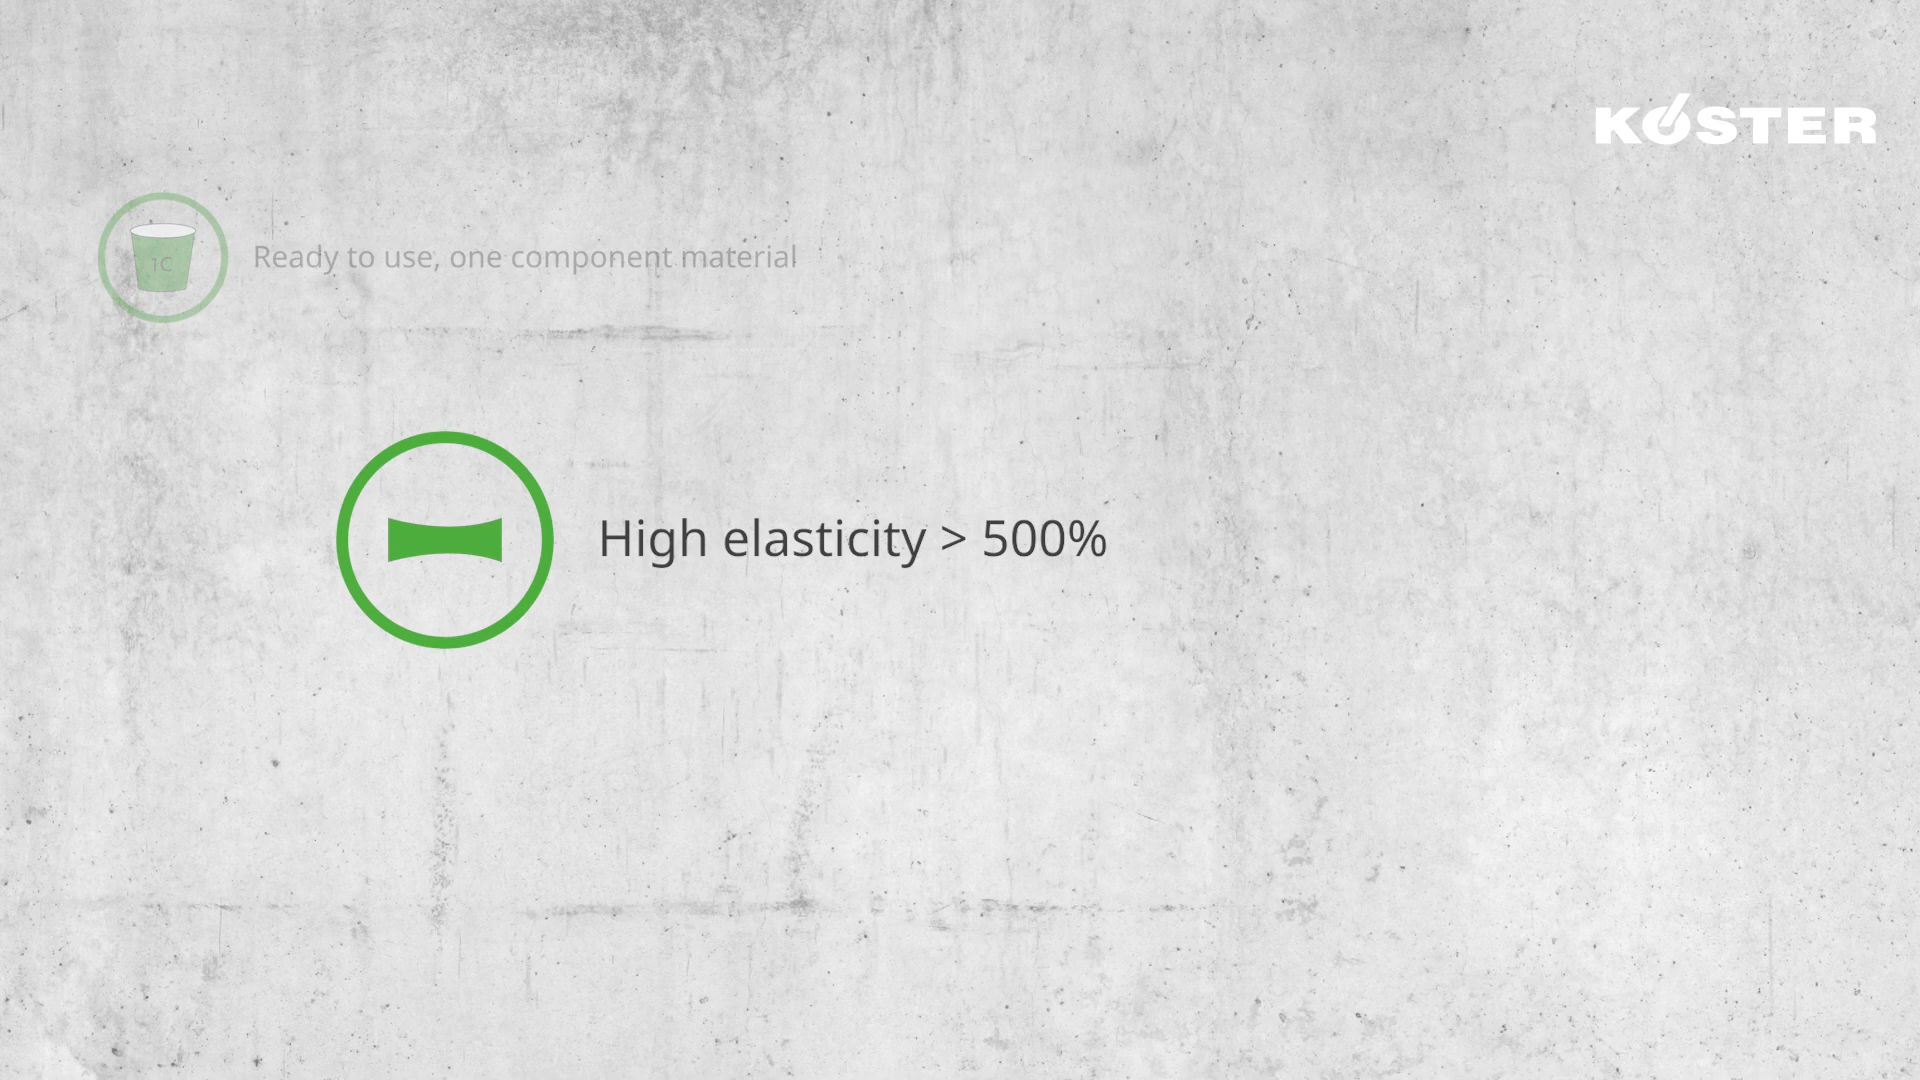 KÖSTER
1C
Ready to use, one component material
High elasticity > 500%